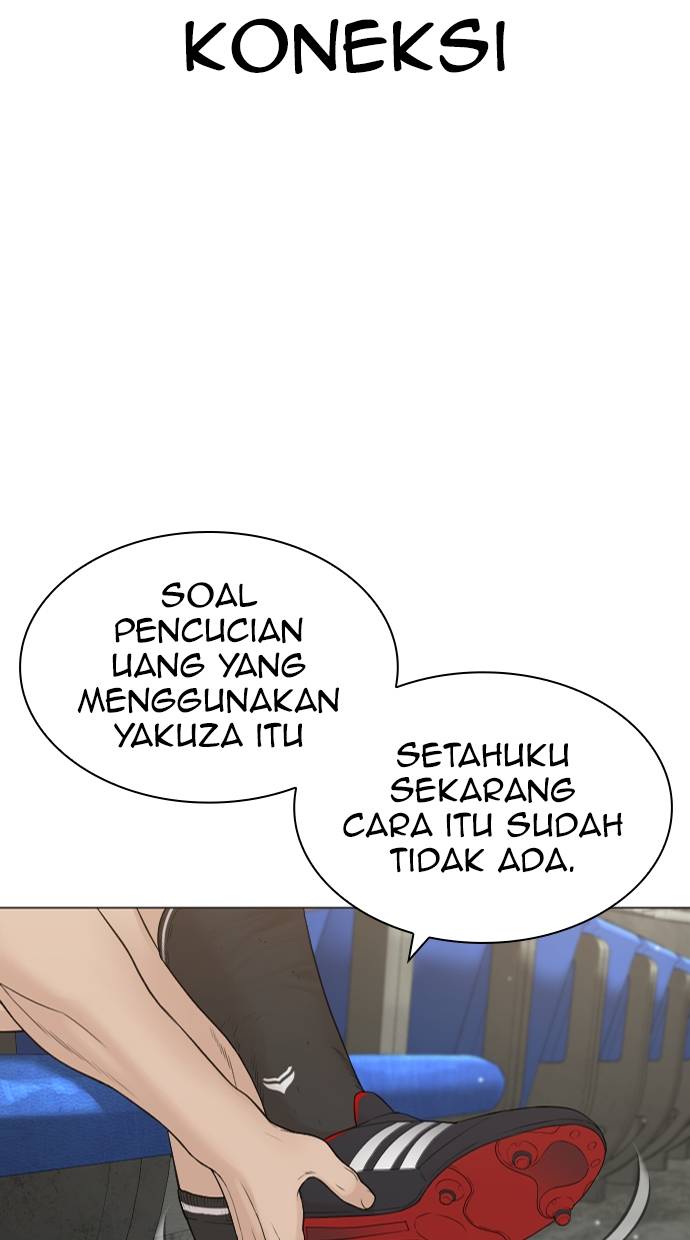 KONEKSI
SOAL
PENCUCIAN
UANG YANG
MENGGUNAKAN
YAKUZA ITU
SETAHUKU
SEKARANG
CARA ITU SUDAH
TIDAK ADA.